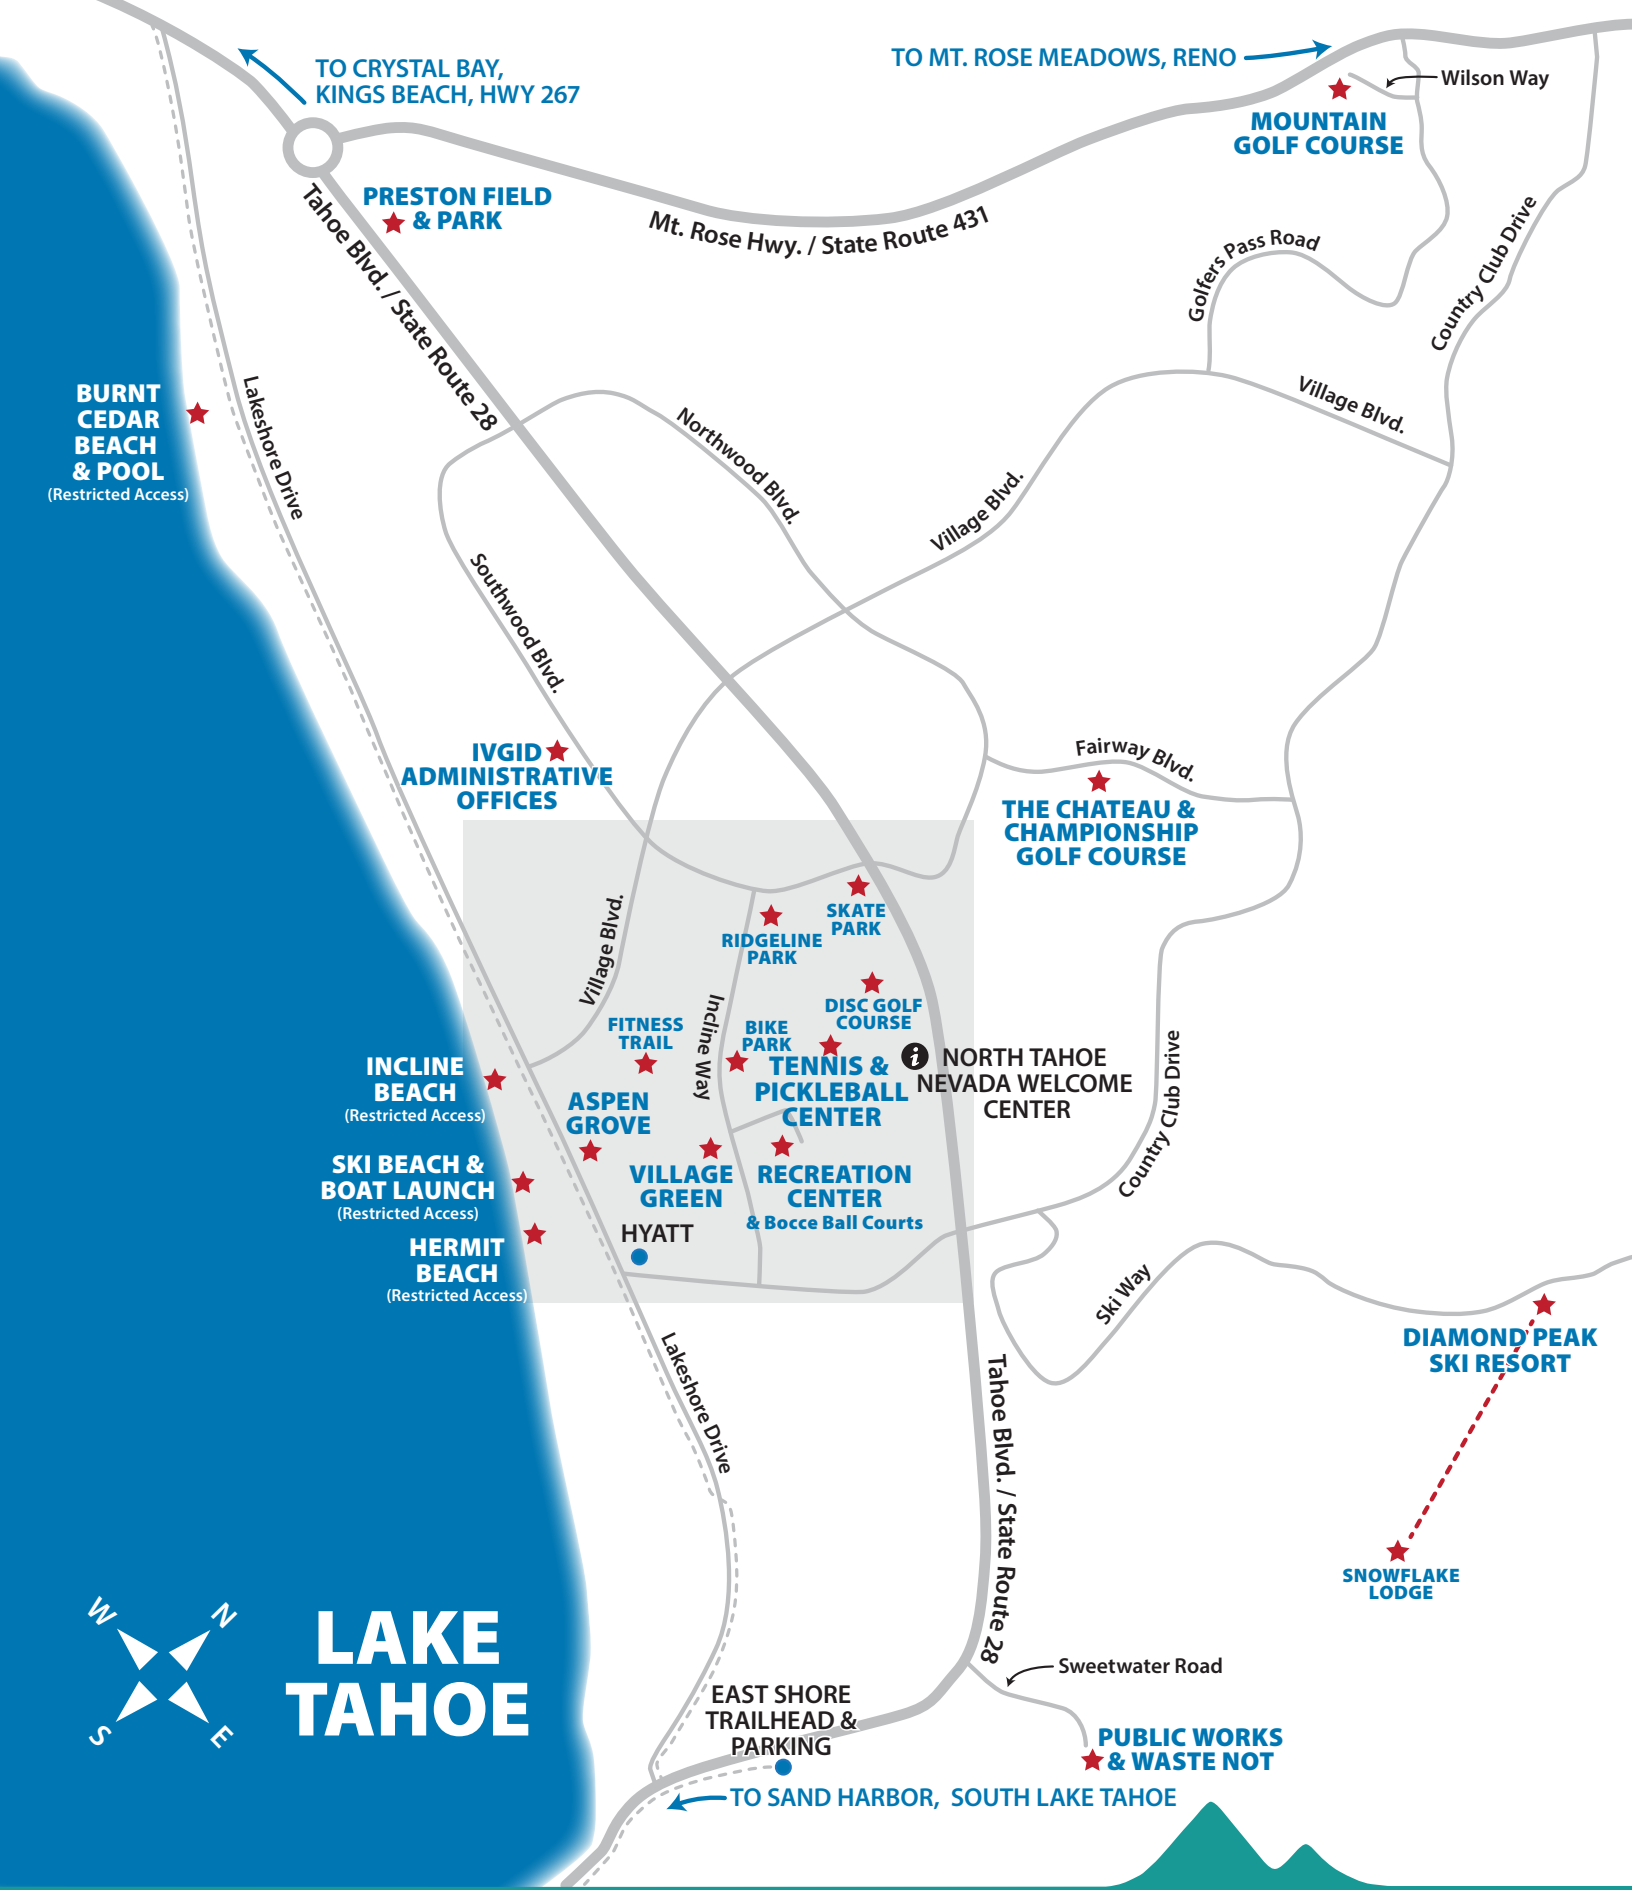 TO CRYSTAL BAY,
KINGS BEACH, HWY 267
TO MT. ROSE MEADOWS, RENO
Wilson Way
MOUNTAIN
GOLF COURSE
PRESTON FIELD
& PARK
Tahoe Blvd. / State Route 28
Mt. Rose Hwy. / State Route 431
Golfers Pass Road
Country Club Drive
BURNT
CEDAR
BEACH
& POOL
(Restricted Access)
Lakeshore Drive
Northwood Blvd.
Village Blvd.
Village Blvd.
Southwood Blvd.
IVGID
ADMINISTRATIVE
OFFICES
Fairway Blvd.
THE CHATEAU &
CHAMPIONSHIP
GOLF COURSE
SKATE
PARK
RIDGELINE
PARK
Village Blvd.
DISC GOLF
COURSE
FITNESS
TRAIL
Incline Way
BIKE
PARK
TENNIS &
PICKLEBALL
CENTER
i
NORTH TAHOE
NEVADA WELCOME
CENTER
Country Club Drive
INCLINE
BEACH
(Restricted Access)
ASPEN
GROVE
SKI BEACH &
BOAT LAUNCH
(Restricted Access)
VILLAGE
GREEN
RECREATION
CENTER
& Bocce Ball Courts
HYATT
HERMIT
BEACH
(Restricted Access)
Ski Way
DIAMOND PEAK
SKI RESORT
Lakeshore Drive
Tahoe Blvd. / State Route 28
SNOWFLAKE
LODGE
W
N
S
E
LAKE
TAHOE
Sweetwater Road
EAST SHORE
TRAILHEAD &
PARKING
PUBLIC WORKS
& WASTE NOT
TO SAND HARBOR, SOUTH LAKE TAHOE